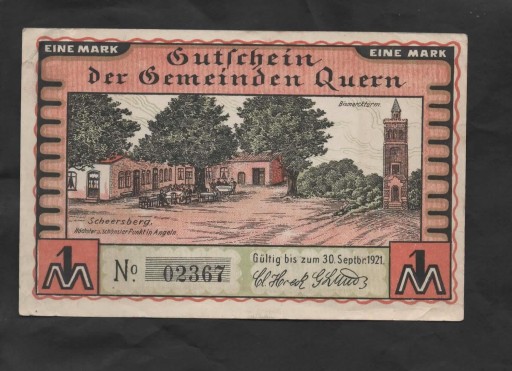 EINE MARK
EINE MARK
Gutschein
der Gemeinden Quern
Bismarckturm.
Scheersberg,
höchster u. schönster Punkt in Angeln.
1 M
No. 02367
Gültig bis zum 30. Septbr. 1921.
1 M